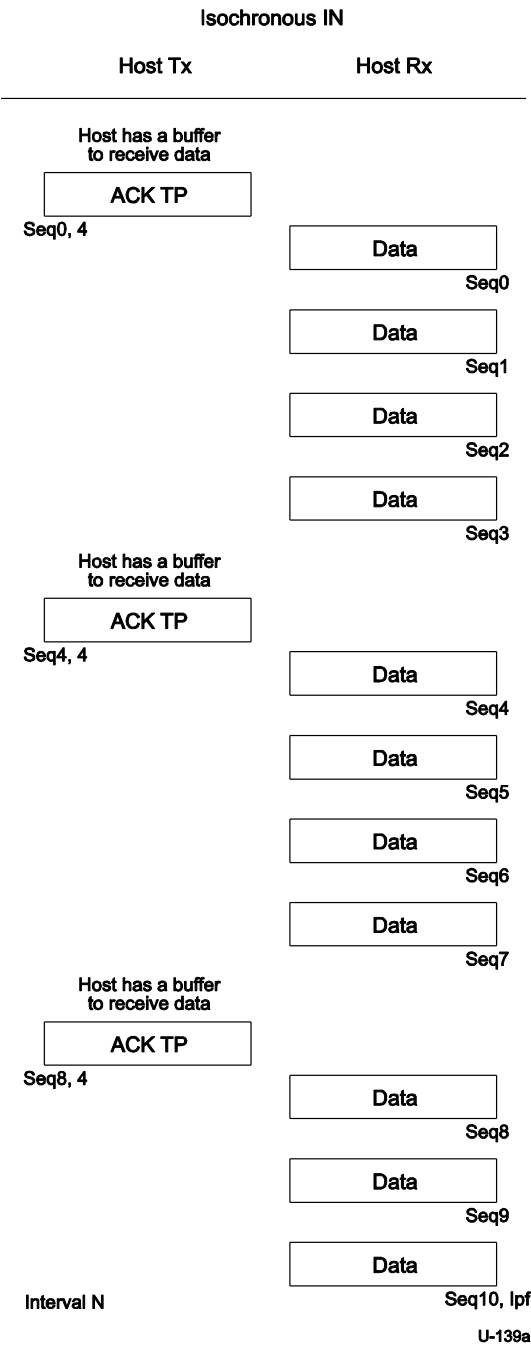 Isochronous IN
Host Tx Host Rx
Host has a buffer
to receive data
ACK TP
Seq0, 4
Data
Seq0
Data
Seq1
Data
Seq2
Data
Seq3
Host has a buffer
to receive data
ACK TP
Seq4, 4
Data
Seq4
Data
Seq5
Data
Seq6
Data
Seq7
Host has a buffer
to receive data
ACK TP
Seq8, 4
Data
Seq8
Data
Seq9
Data
Interval N Seq10, lpf
U-139a